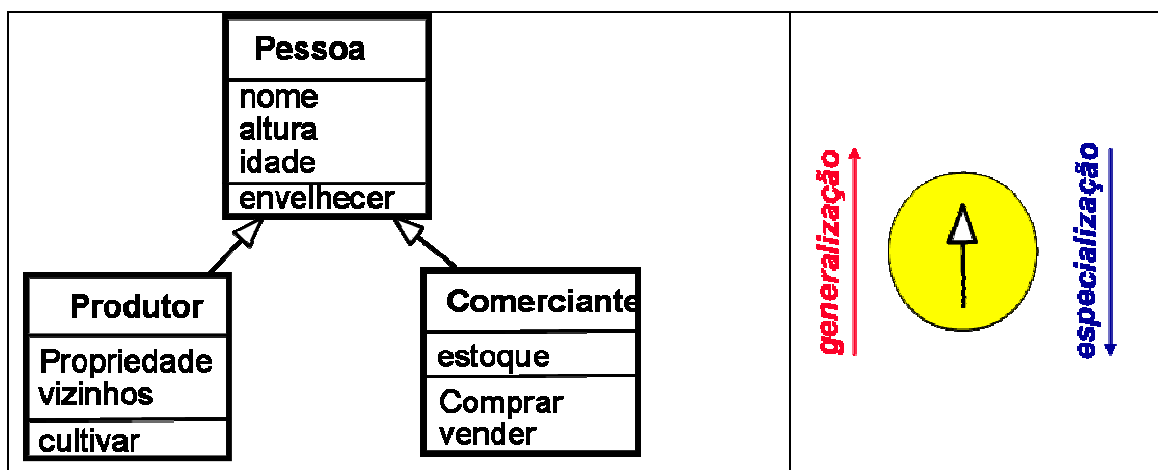 Pessoa
nome
altura
idade
envelhecer
Produtor
Propriedade
vizinhos
cultivar
Comerciante
estoque
Comprar
vender
generalização
especialização